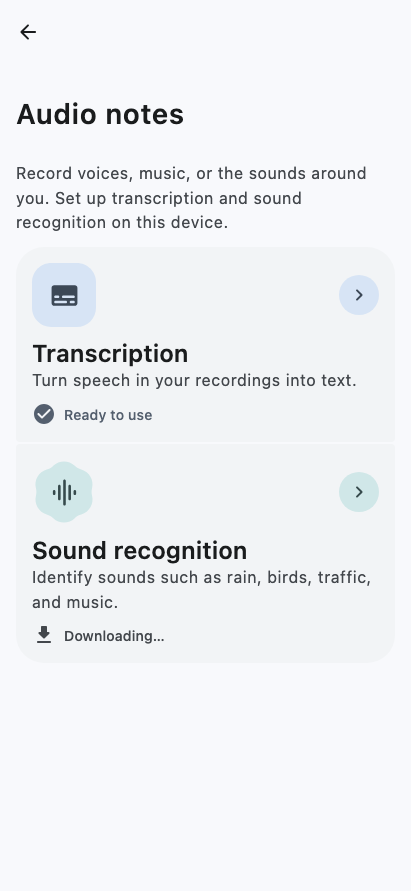 Audio notes
Record voices, music, or the sounds around
you. Set up transcription and sound
recognition on this device.
Transcription
Turn speech in your recordings into text.
Ready to use
Sound recognition
Identify sounds such as rain, birds, traffic,
and music.
Downloading...